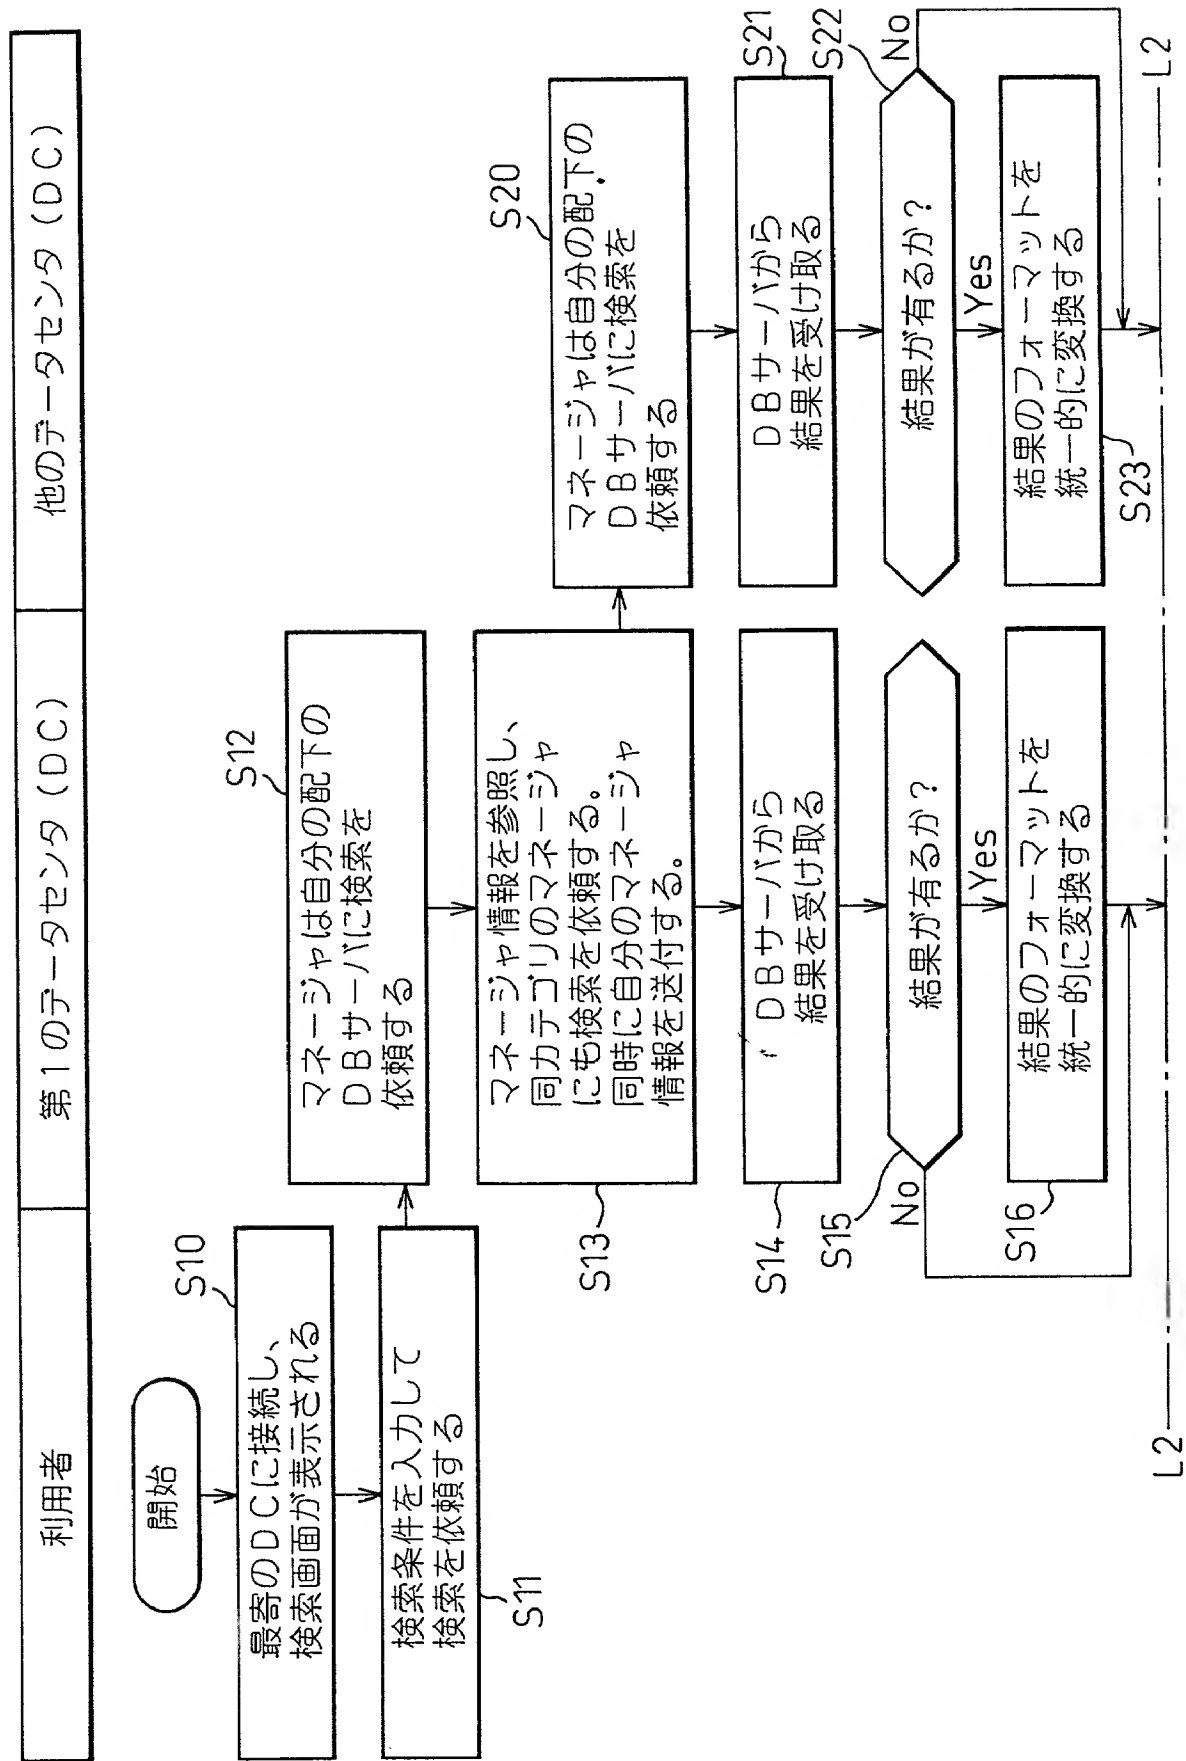 利用者
第1のデータセンタ(DC)
他のデータセンタ(DC)
開始
S10
最寄のDCに接続し、
検索画面が表示される
検索条件を入力して
検索を依頼する
S11
S12
マネージャは自分の配下の
DBサーバに検索を
依頼する
マネージャ情報を参照し、
同カテゴリのマネージャ
にも検索を依頼する。
同時に自分のマネージャ
情報を送付する。
S13
DBサーバから
結果を受け取る
S14
結果が有るか?
S15
No
Yes
結果のフォーマットを
統一的に変換する
S16
S20
マネージャは自分の配下の
DBサーバに検索を
依頼する
S21
DBサーバから
結果を受け取る
S22
結果が有るか?
No
Yes
結果のフォーマットを
統一的に変換する
S23
L2
L2